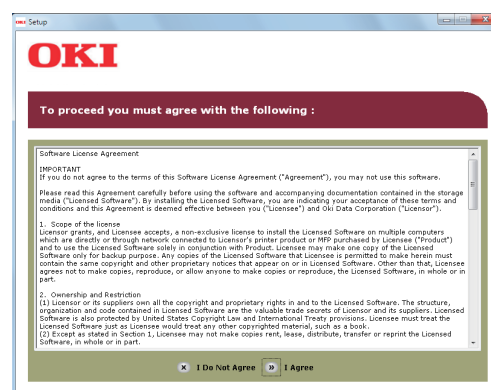 OKI Setup
OKI
To proceed you must agree with the following :
Software License Agreement
IMPORTANT
If you do not agree to the terms of this Software License Agreement ("Agreement"), you may not use this software.
Please read this Agreement carefully before using the software and accompanying documentation contained in the storage
media ("Licensed Software"). By installing the Licensed Software, you are indicating your acceptance of these terms and
conditions and this Agreement is deemed effective between you ("Licensee") and Oki Data Corporation ("Licensor").
1. Scope of the license
Licensor grants, and Licensee accepts, a non-exclusive license to install the Licensed Software on multiple computers
which are directly or through network connected to Licensor's printer product or MFP purchased by Licensee ("Product")
and to use the Licensed Software solely in conjunction with Product. Licensee may make one copy of the Licensed
Software only for backup purpose. Any copies of the Licensed Software that Licensee is permitted to make herein must
contain the same copyright and other proprietary notices that appear on or in Licensed Software. Other than that, Licensee
agrees not to make copies, reproduce, or allow anyone to make copies or reproduce, the Licensed Software, in whole or in
part.
2. Ownership and Restriction
(1) Licensor or its suppliers own all the copyright and proprietary rights in and to the Licensed Software. The structure,
organization and code contained in Licensed Software are the valuable trade secrets of Licensor and its suppliers. Licensed
Software is also protected by United States Copyright Law and International Treaty provisions. Licensee must treat the
Licensed Software just as Licensee would treat any other copyrighted material, such as a book.
(2) Except as stated in Section 1, Licensee may not make copies rent, lease, distribute, transfer or reprint the Licensed
Software, in whole or in part.
I Do Not Agree I Agree